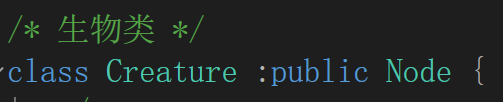 /* 生物类 */
class Creature :public Node {